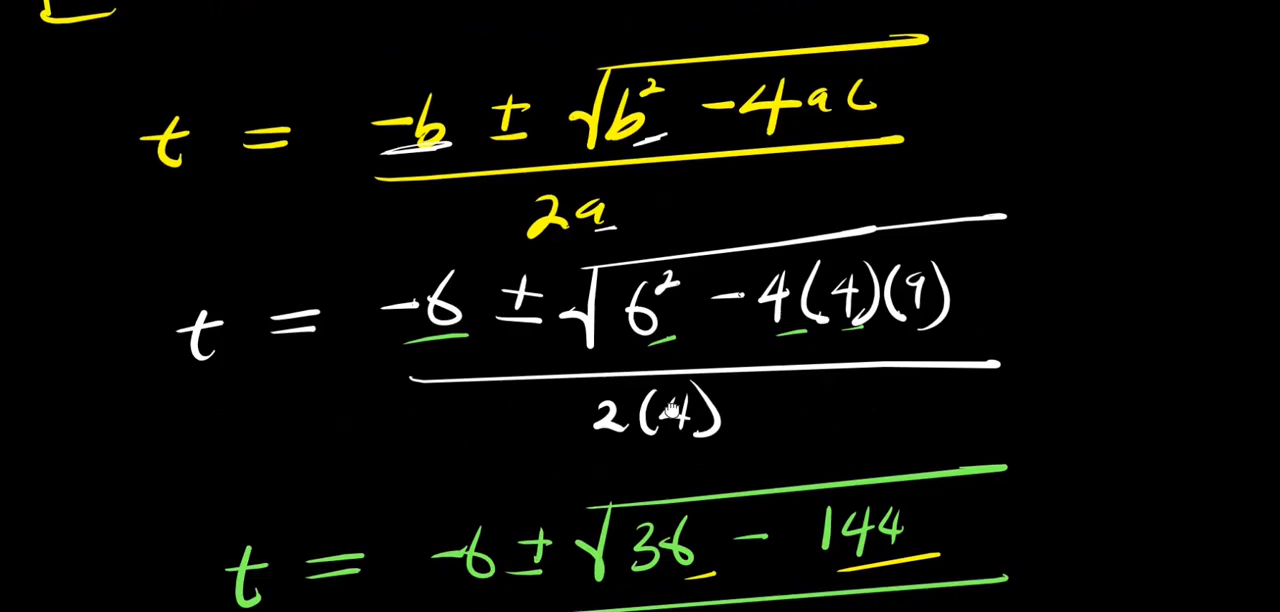 t = (-b ± √(b² - 4ac)) / 2a
t = (-6 ± √(6² - 4(4)(9))) / 2(4)
t = -6 ± √(36 - 144)